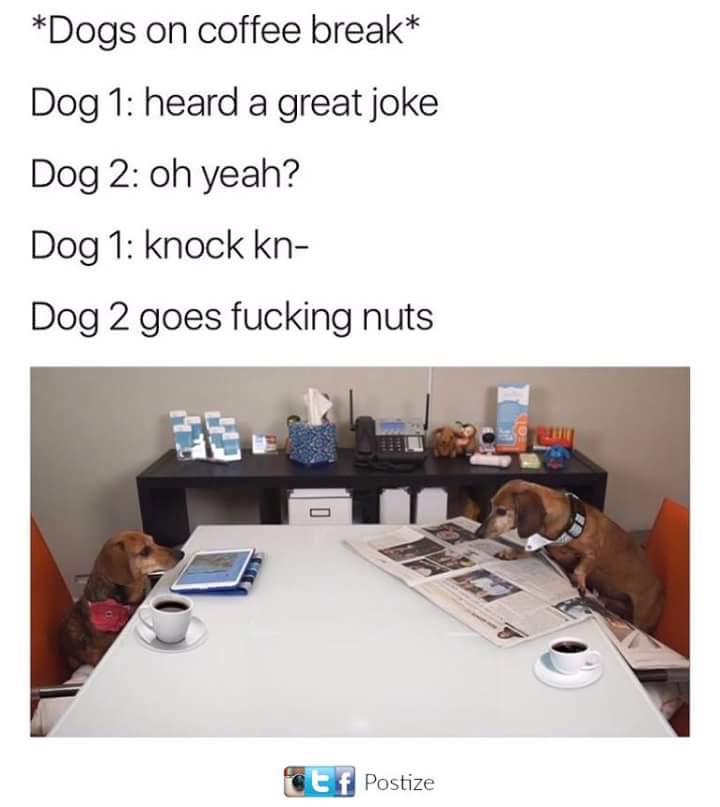 *Dogs on coffee break*
Dog 1: heard a great joke
Dog 2: oh yeah?
Dog 1: knock kn-
Dog 2 goes fucking nuts
Postize